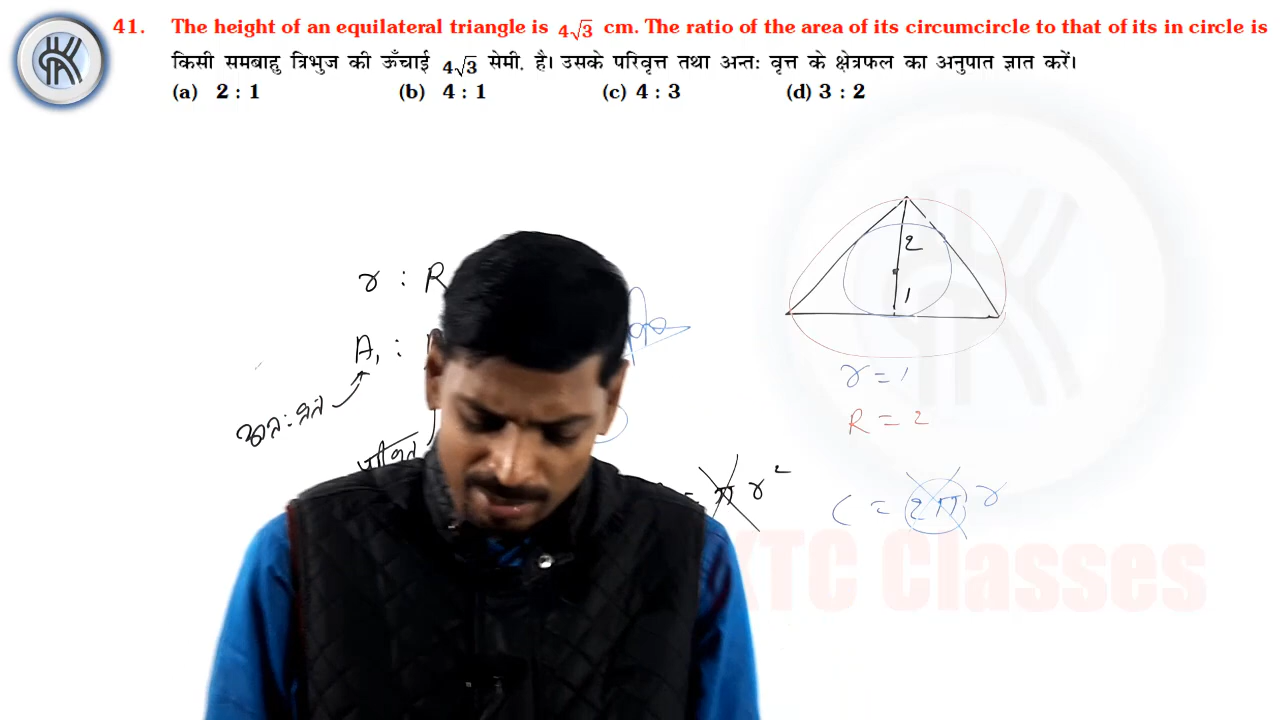 41. The height of an equilateral triangle is 4√3 cm. The ratio of the area of its circumcircle to that of its in circle is
किसी समबाहु त्रिभुज की ऊँचाई 4√3 सेमी. है। उसके परिवृत्त तथा अन्तः वृत्त के क्षेत्रफल का अनुपात ज्ञात करें।
(a) 2 : 1 (b) 4 : 1 (c) 4 : 3 (d) 3 : 2
2
r : R
1
A₁ :
r = 1
R = 2
= π r²
C = 2π r
KTC Classes